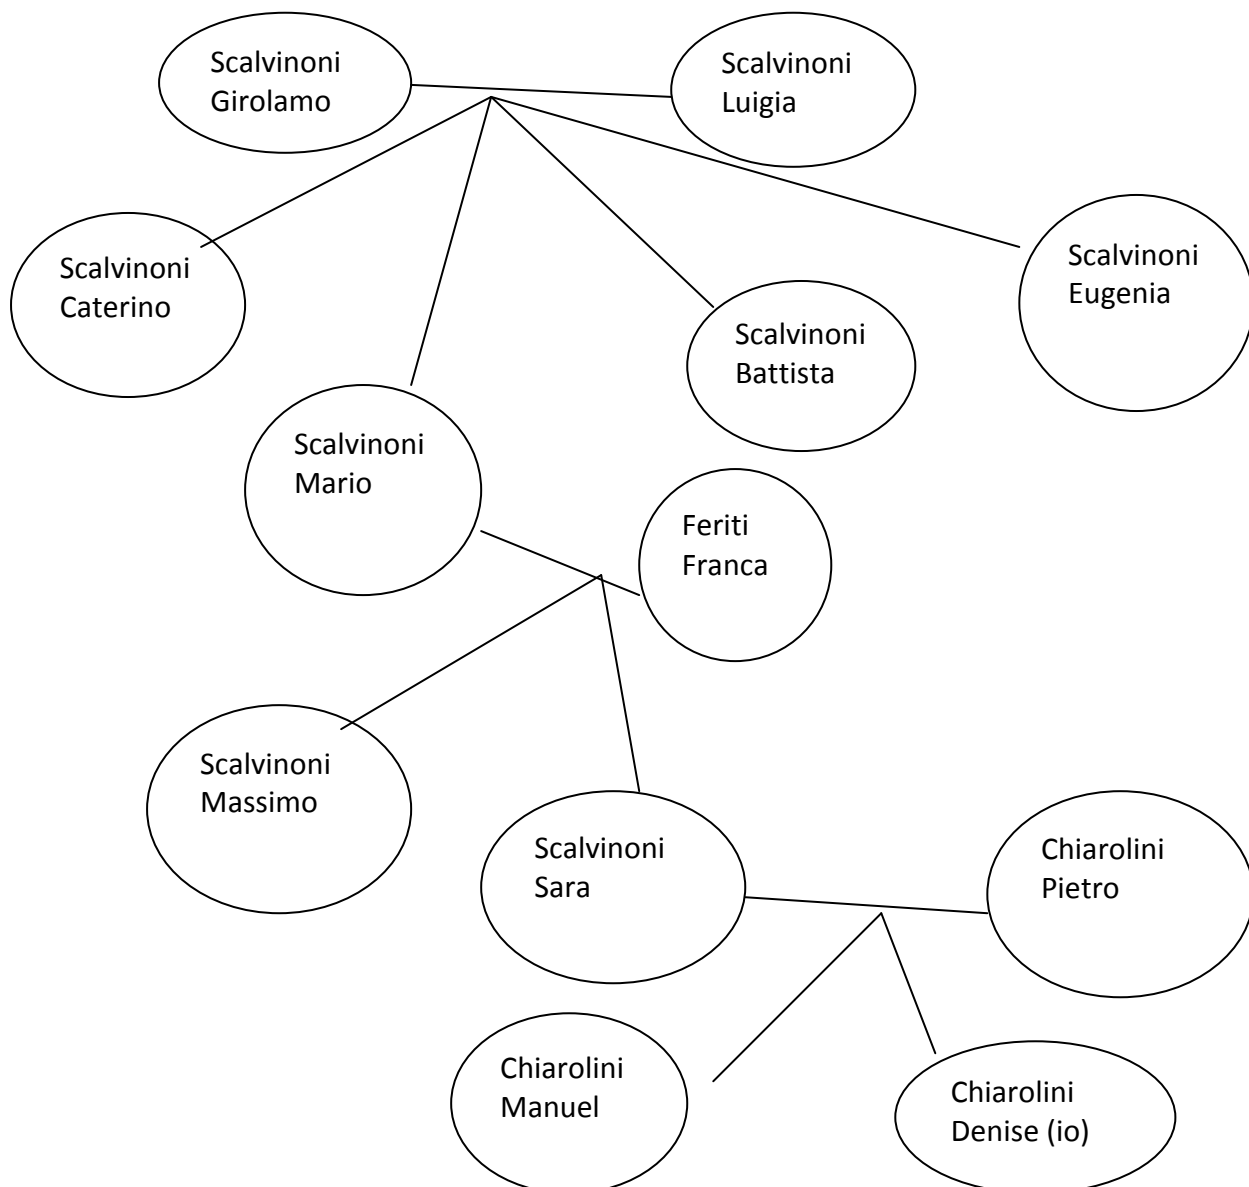 Scalvinoni
Girolamo
Scalvinoni
Luigia
Scalvinoni
Caterino
Scalvinoni
Eugenia
Scalvinoni
Battista
Scalvinoni
Mario
Feriti
Franca
Scalvinoni
Massimo
Scalvinoni
Sara
Chiarolini
Pietro
Chiarolini
Manuel
Chiarolini
Denise (io)